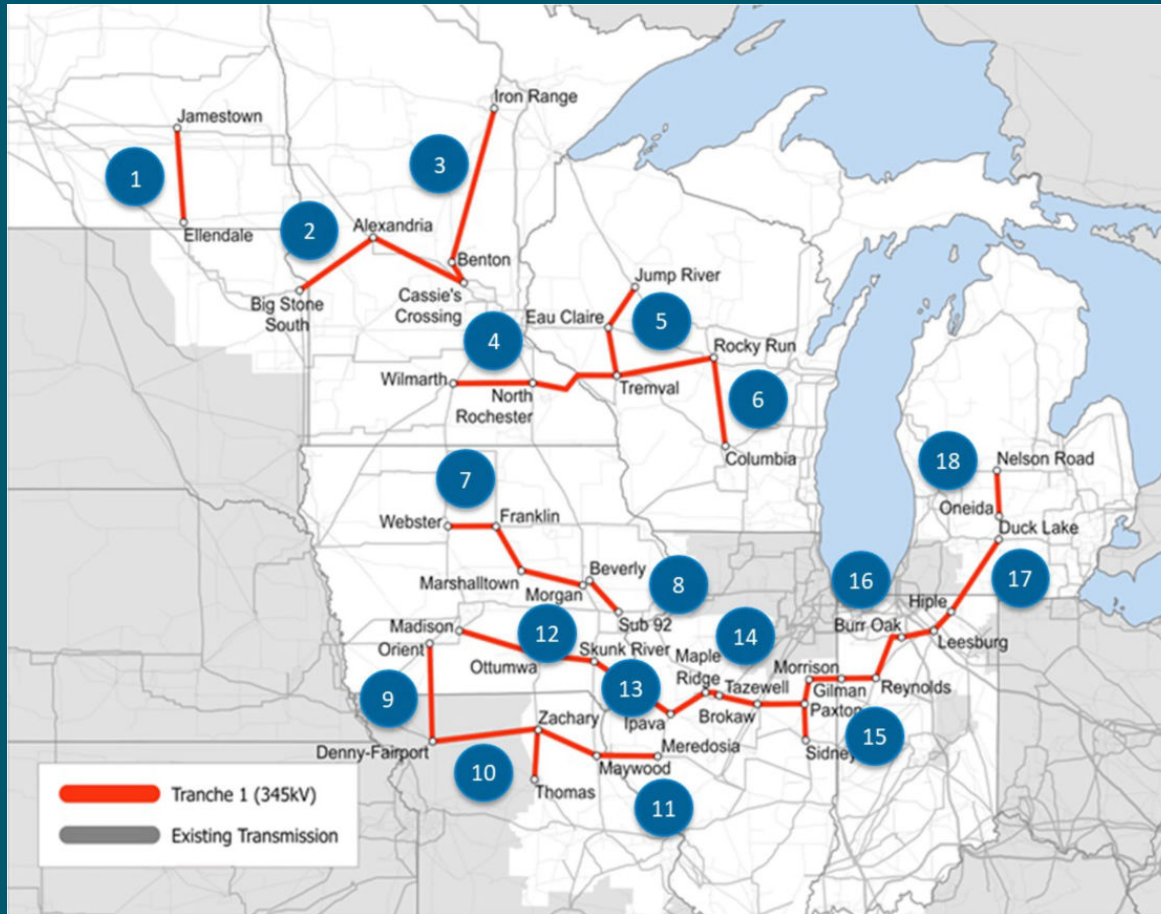 Iron Range
Jamestown
3
1
2
Alexandria
Ellendale
Benton
Jump River
Cassie's
Crossing
Big Stone
South
Eau Claire
5
4
Rocky Run
Wilmarth
North
Rochester
Tremval
6
Columbia
18
Nelson Road
7
Oneida
Webster
Franklin
Duck Lake
Beverly
Marshalltown
Morgan
8
16
17
Hiple
Sub 92
Madison
12
14
Burr Oak
Leesburg
Orient
Ottumwa
Skunk River
Maple
Ridge
Morrison
13
Tazewell
Gilman
Reynolds
9
Ipava
Brokaw
Paxton
Zachary
15
Denny-Fairport
Maywood
Meredosia
Sidney
10
Thomas
11
Tranche 1 (345kV)
Existing Transmission